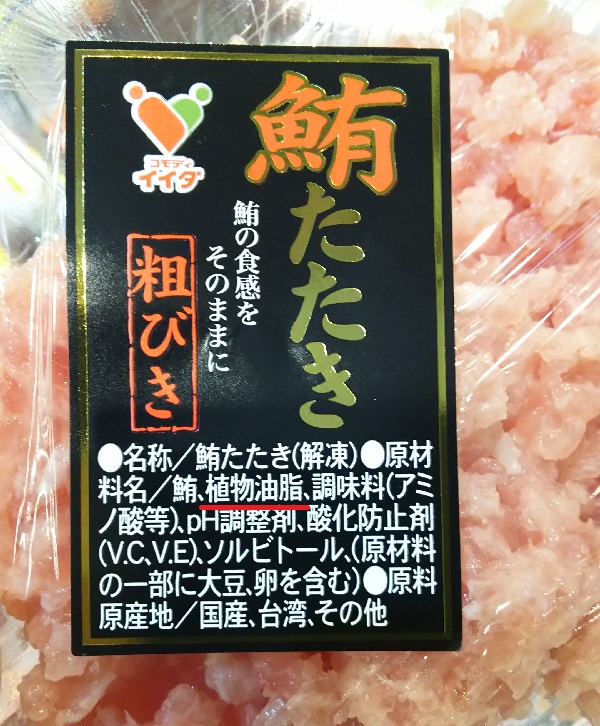 コモディ
イイダ
鮪たたき
鮪の食感を
そのままに
粗びき
●名称／鮪たたき(解凍)●原材
料名／鮪、植物油脂、調味料(アミ
ノ酸等)、pH調整剤、酸化防止剤
(V.C、V.E)、ソルビトール、(原材料
の一部に大豆、卵を含む)●原料
原産地／国産、台湾、その他